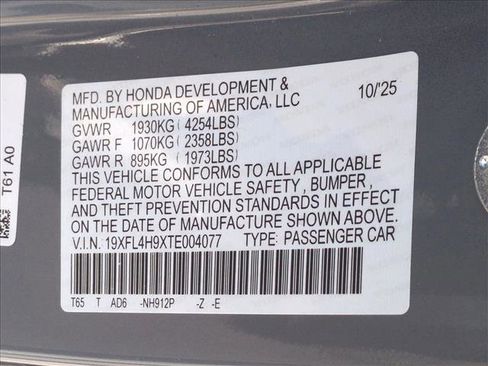 MFD. BY HONDA DEVELOPMENT &
MANUFACTURING OF AMERICA, LLC 10/'25
GVWR 1930KG(4254LBS)
GAWR F 1070KG(2358LBS)
GAWR R 895KG(1973LBS)
THIS VEHICLE CONFORMS TO ALL APPLICABLE
FEDERAL MOTOR VEHICLE SAFETY, BUMPER,
AND THEFT PREVENTION STANDARDS IN EFFECT
ON THE DATE OF MANUFACTURE SHOWN ABOVE.
V.I.N. 19XFL4H9XTE004077 TYPE: PASSENGER CAR
T65 T AD6 -NH912P -Z -E
T61 A0